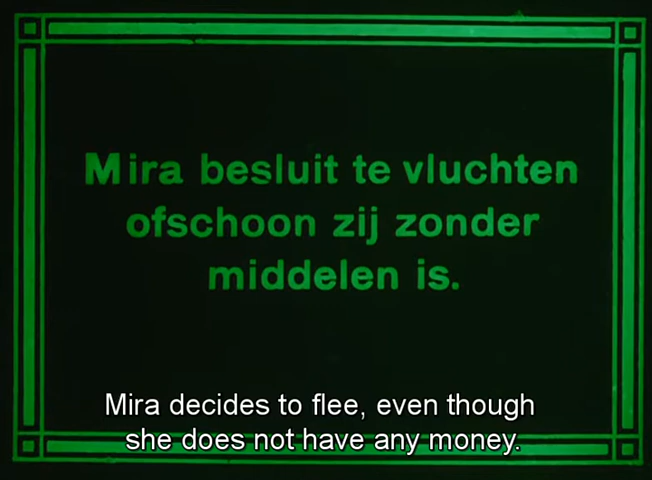 Mira besluit te vluchten
ofschoon zij zonder
middelen is.
Mira decides to flee, even though
she does not have any money.